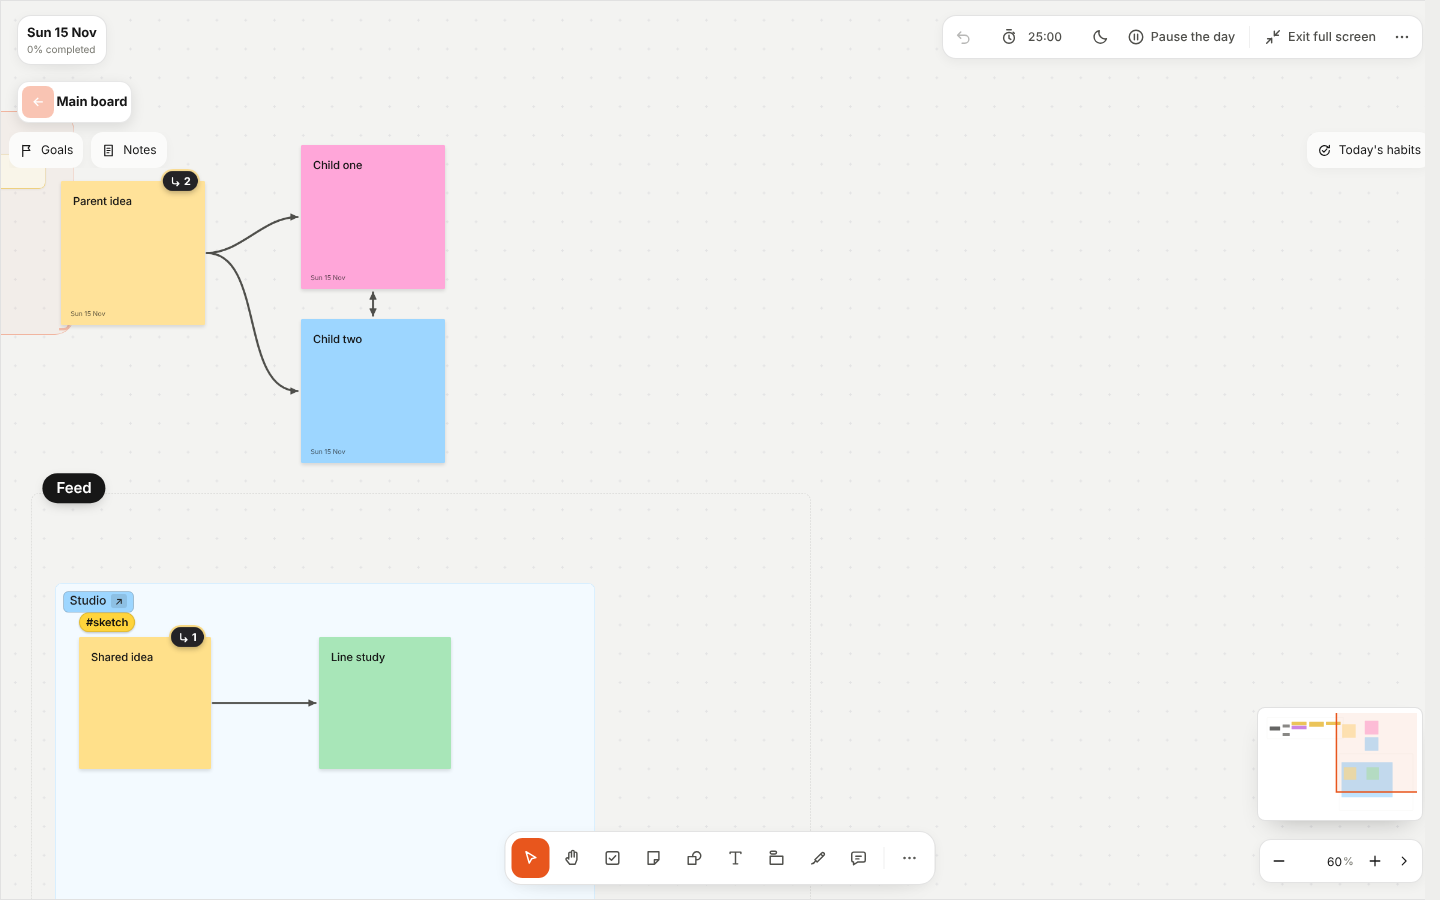 Sun 15 Nov
0% completed
25:00
Pause the day
Exit full screen
Main board
Goals
Notes
Today's habits
2
Parent idea
Sun 15 Nov
Child one
Sun 15 Nov
Child two
Sun 15 Nov
Feed
Studio
#sketch
1
Shared idea
Line study
60%